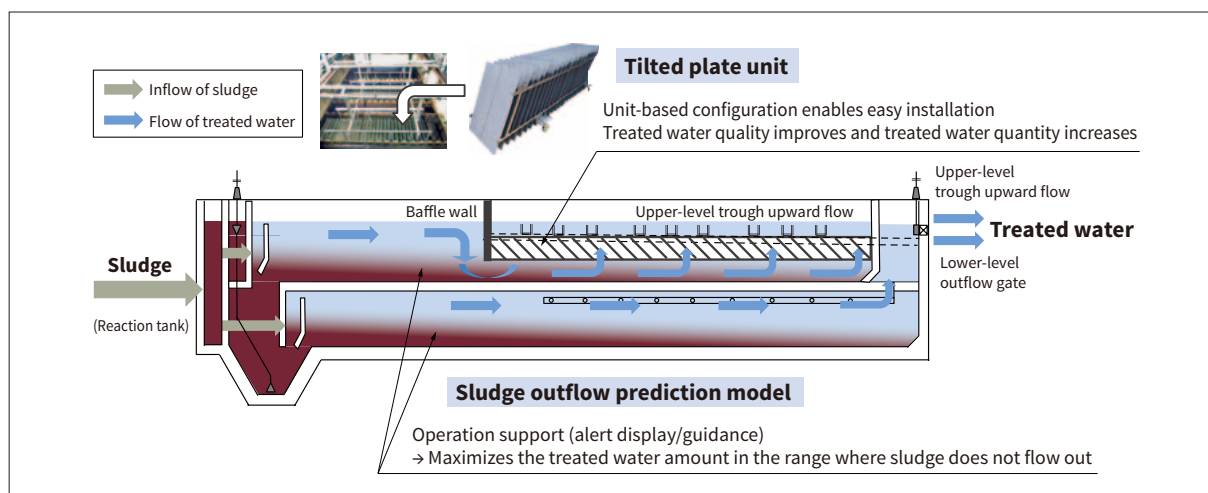 Inflow of sludge
Flow of treated water
Tilted plate unit
Unit-based configuration enables easy installation
Treated water quality improves and treated water quantity increases
Upper-level
trough upward flow
Baffle wall
Upper-level trough upward flow
Treated water
Sludge
Lower-level
outflow gate
(Reaction tank)
Sludge outflow prediction model
Operation support (alert display/guidance)
→ Maximizes the treated water amount in the range where sludge does not flow out